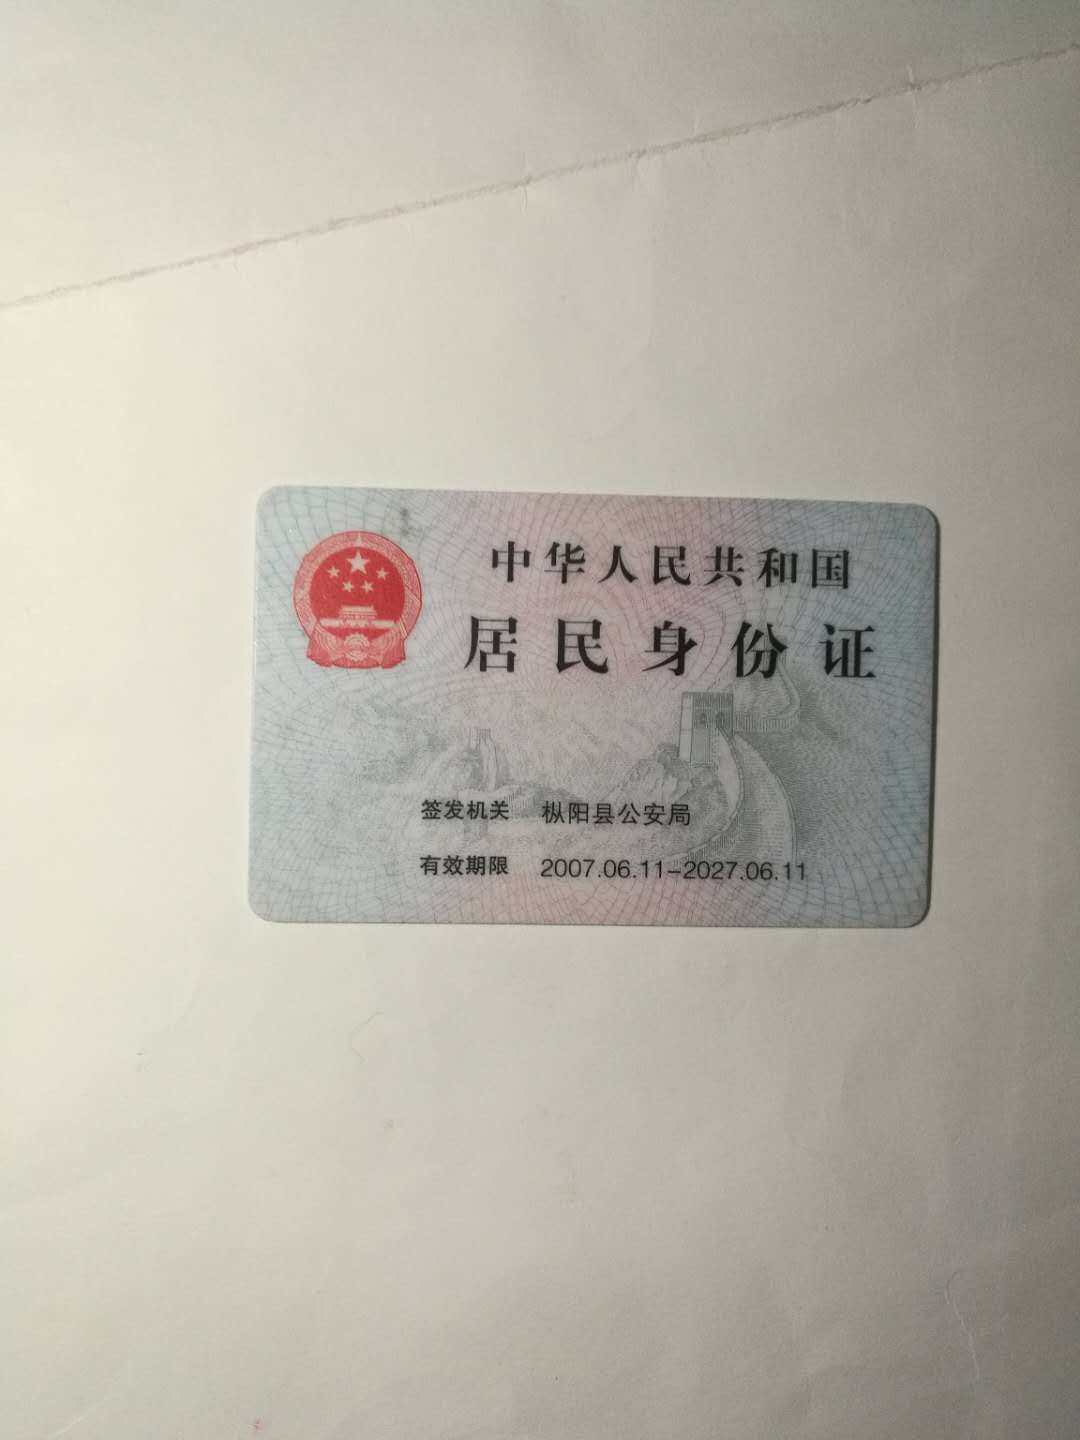 中华人民共和国
居民身份证
签发机关 枞阳县公安局
有效期限 2007.06.11-2027.06.11